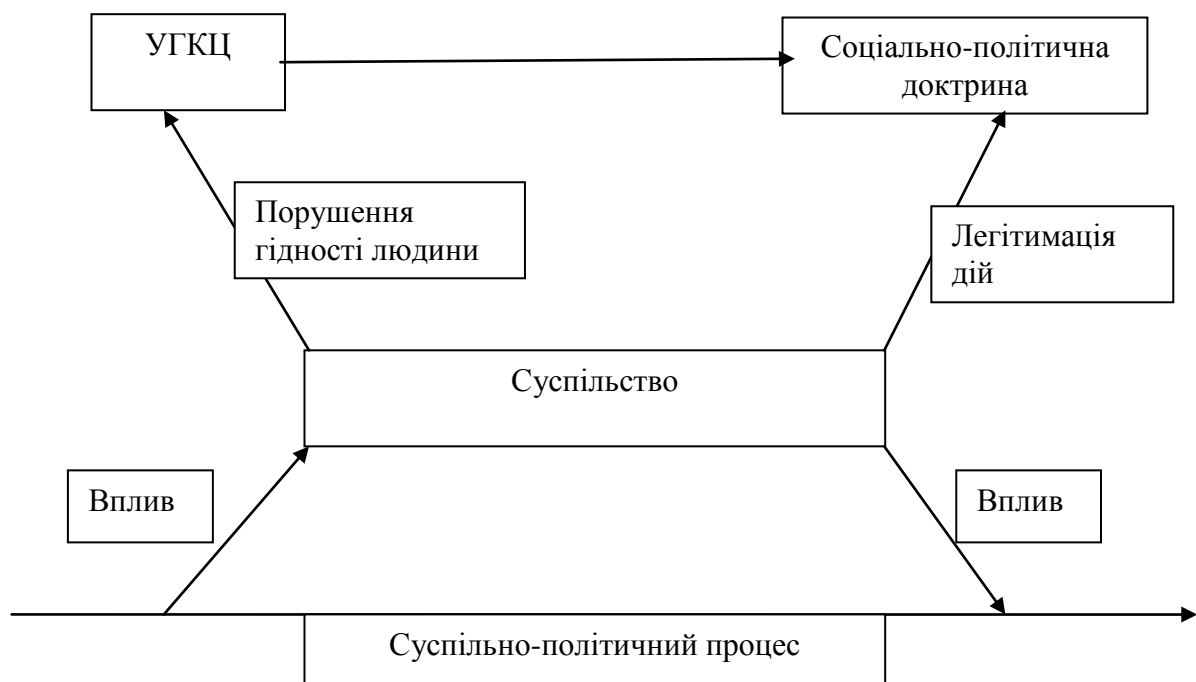 УГКЦ
Соціально-політична
доктрина
Порушення
гідності людини
Легітимація
дій
Суспільство
Вплив
Вплив
Суспільно-політичний процес